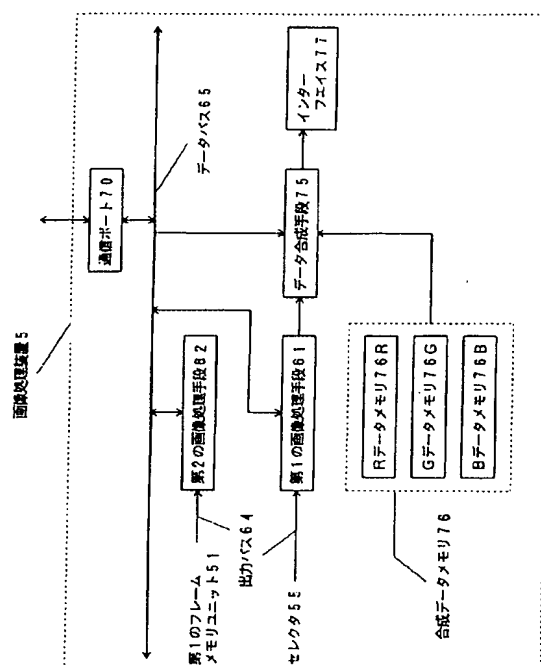 画像処理装置5
通信ポート70
データバス65
第2の画像処理手段62
第1のフレーム
メモリユニット51
出力バス64
セレクタ55
第1の画像処理手段61
データ合成手段75
インター
フェイス77
Rデータメモリ76R
Gデータメモリ76G
Bデータメモリ76B
合成データメモリ76